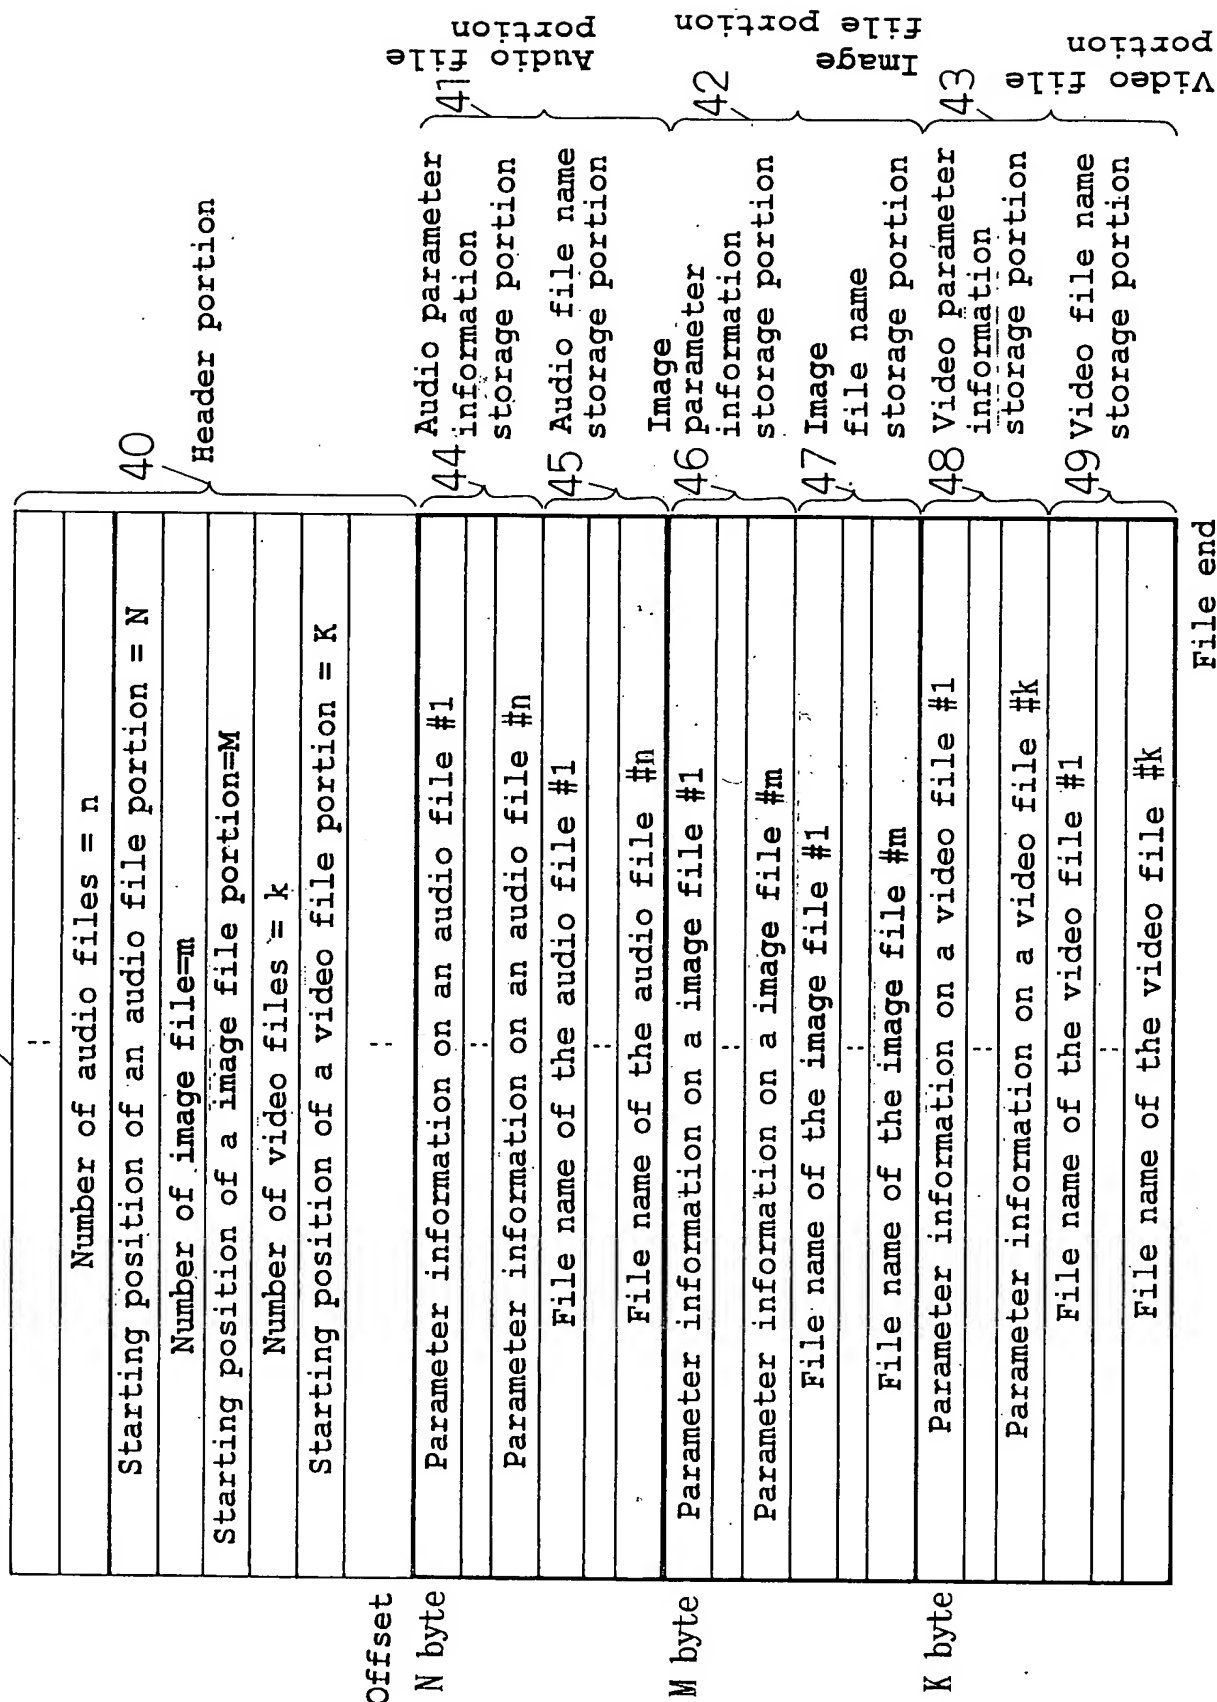 Number of audio files = n
Starting position of an audio file portion = N
Number of image file=m
Starting position of a image file portion=M
Number of video files = k
Starting position of a video file portion = K
40
Header portion
Offset
N byte
Parameter information on an audio file #1
Parameter information on an audio file #n
44
Audio parameter
information
storage portion
File name of the audio file #1
File name of the audio file #n
45
Audio file name
storage portion
41
Audio file
portion
M byte
Parameter information on a image file #1
Parameter information on a image file #m
46
Image
parameter
information
storage portion
File name of the image file #1
File name of the image file #m
47
Image
file name
storage portion
42
Image
file portion
K byte
Parameter information on a video file #1
Parameter information on a video file #k
48
Video parameter
information
storage portion
File name of the video file #1
File name of the video file #k
49
Video file name
storage portion
43
Video file
portion
File end